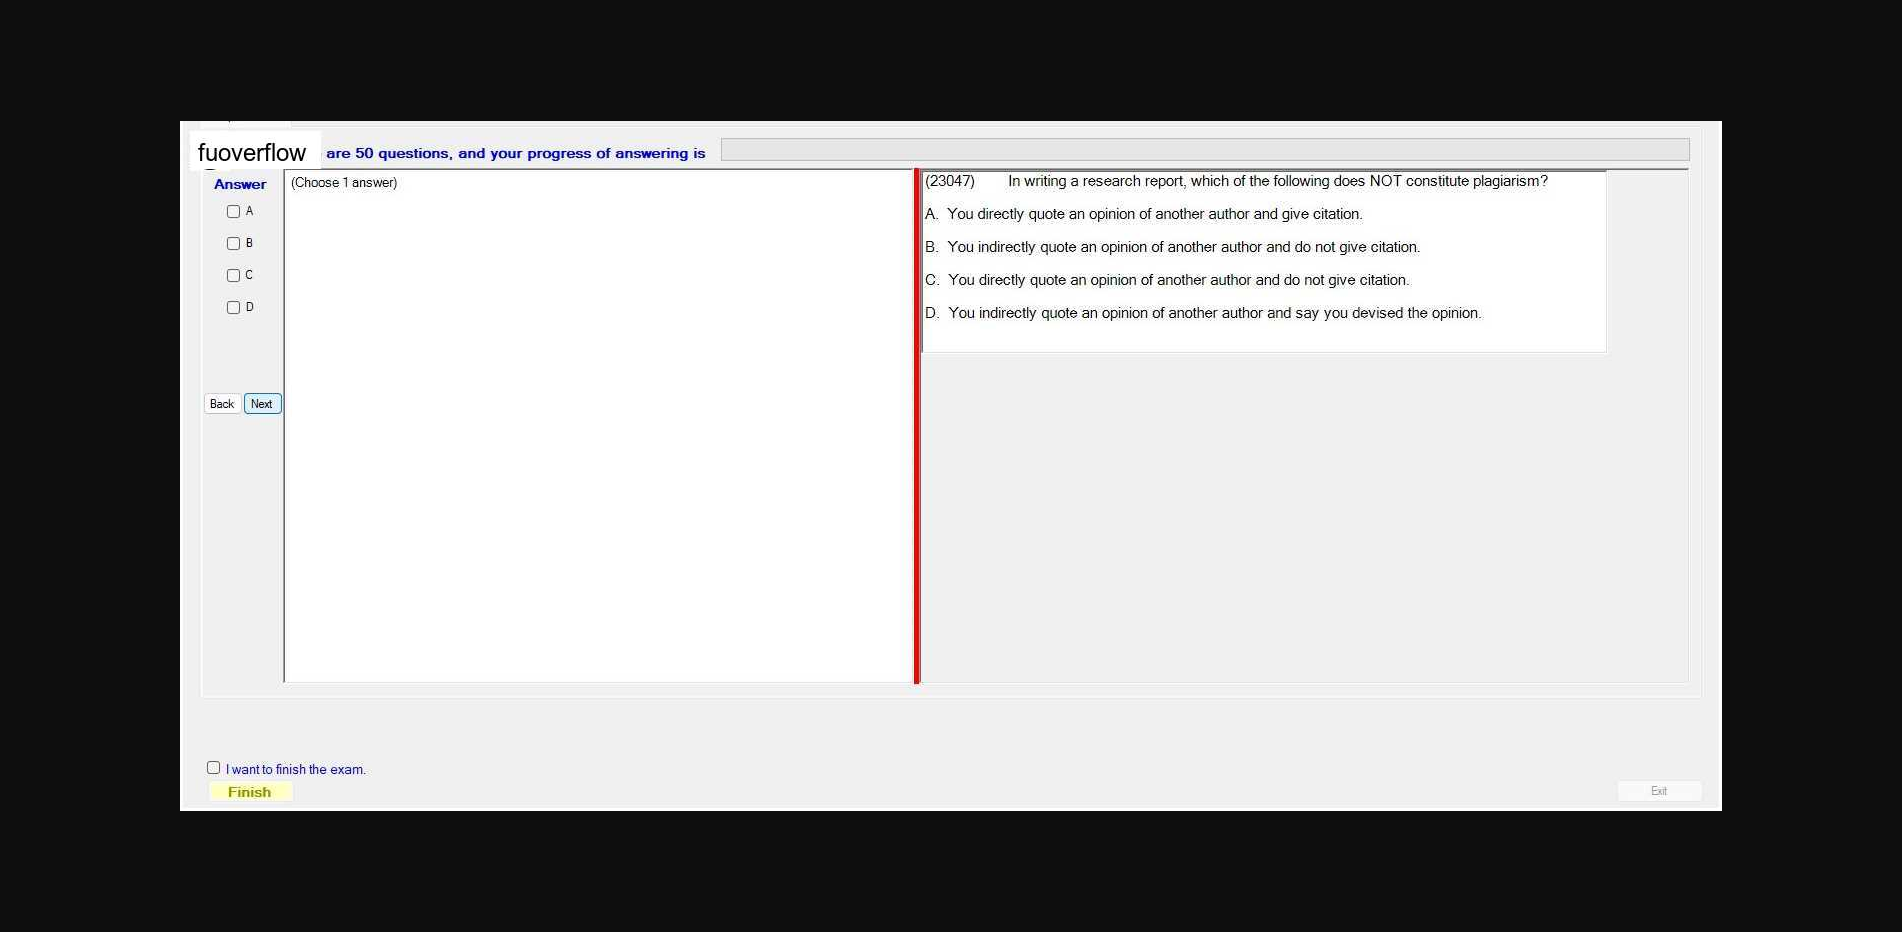 fuoverflow are 50 questions, and your progress of answering is
Answer
A
B
C
D
Back Next
(Choose 1 answer)
(23047) In writing a research report, which of the following does NOT constitute plagiarism?
A. You directly quote an opinion of another author and give citation.
B. You indirectly quote an opinion of another author and do not give citation.
C. You directly quote an opinion of another author and do not give citation.
D. You indirectly quote an opinion of another author and say you devised the opinion.
I want to finish the exam.
Finish
Exit